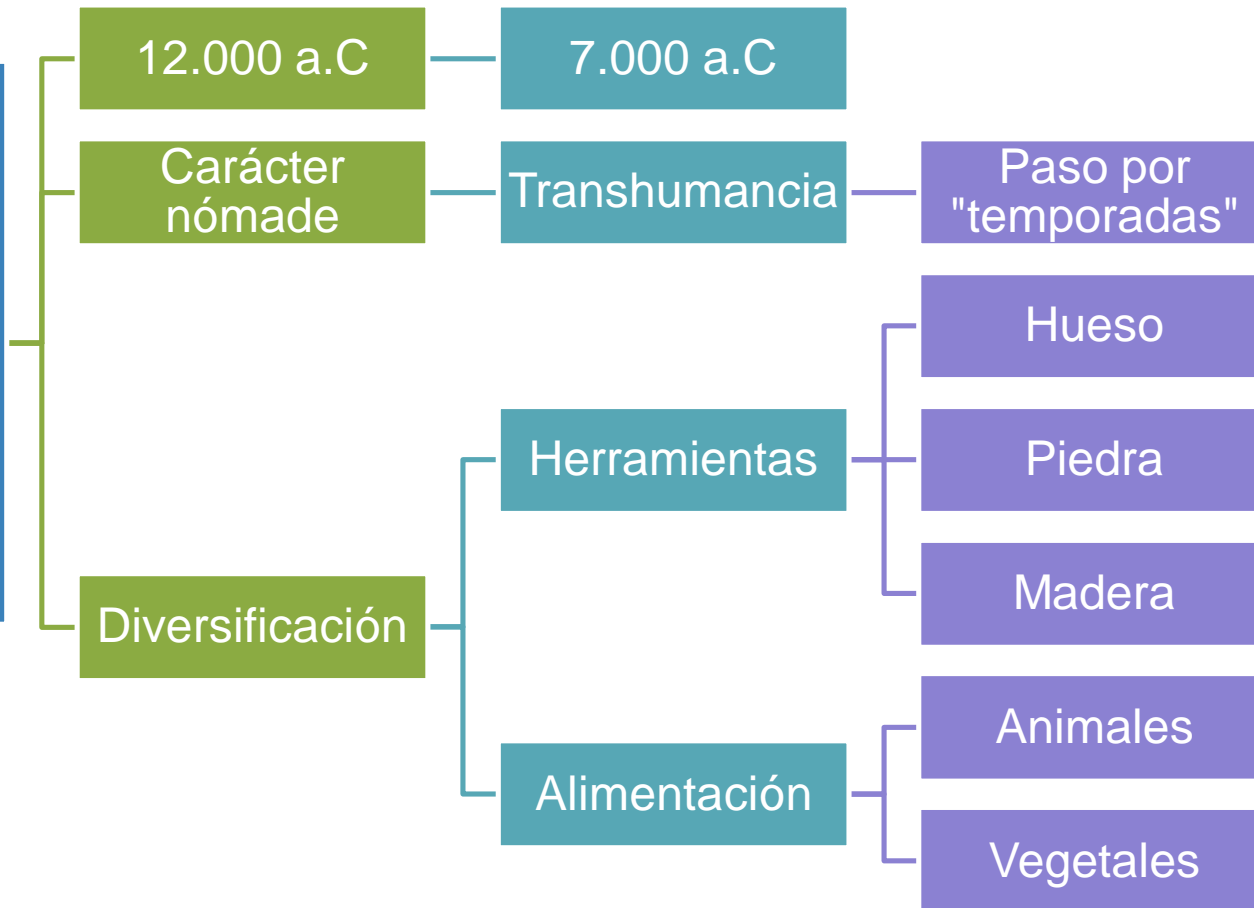 12.000 a.C
7.000 a.C
Carácter
nómade
Transhumancia
Paso por
"temporadas"
Diversificación
Herramientas
Hueso
Piedra
Madera
Alimentación
Animales
Vegetales